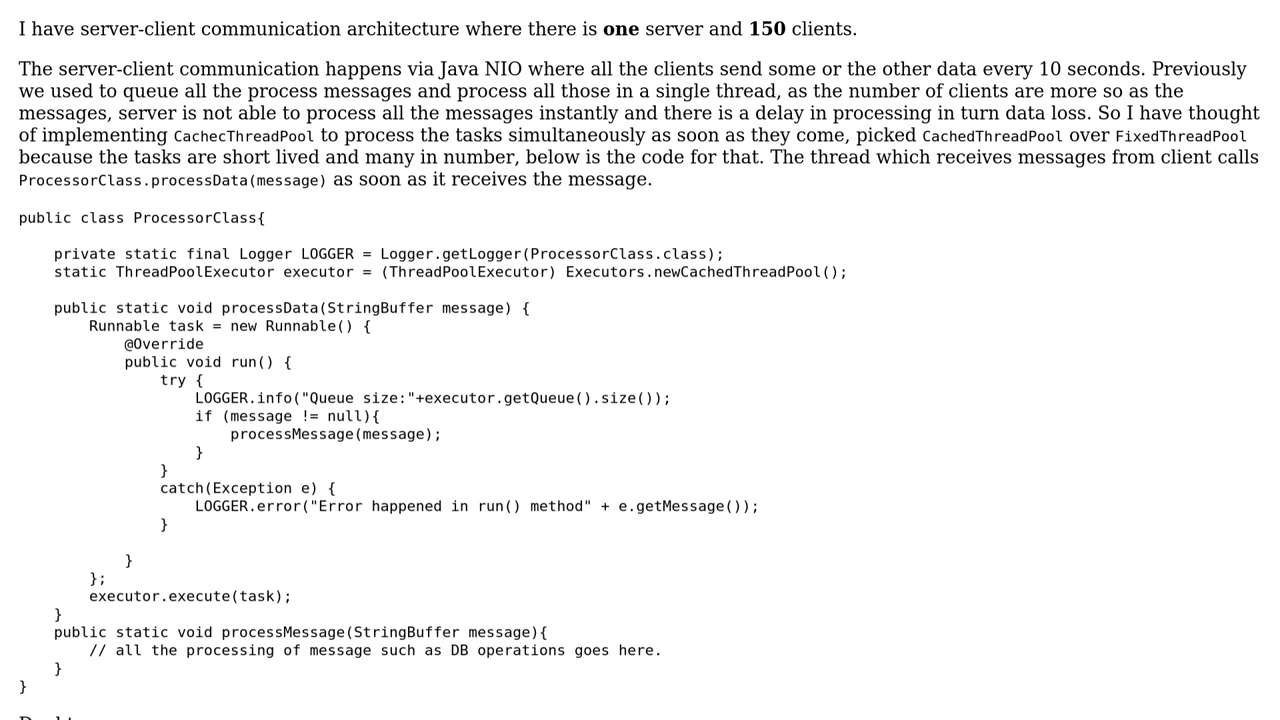 I have server-client communication architecture where there is one server and 150 clients.
The server-client communication happens via Java NIO where all the clients send some or the other data every 10 seconds. Previously
we used to queue all the process messages and process all those in a single thread, as the number of clients are more so as the
messages, server is not able to process all the messages instantly and there is a delay in processing in turn data loss. So I have thought
of implementing CachecThreadPool to process the tasks simultaneously as soon as they come, picked CachedThreadPool over FixedThreadPool
because the tasks are short lived and many in number, below is the code for that. The thread which receives messages from client calls
ProcessorClass.processData(message) as soon as it receives the message.
public class ProcessorClass{
    private static final Logger LOGGER = Logger.getLogger(ProcessorClass.class);
    static ThreadPoolExecutor executor = (ThreadPoolExecutor) Executors.newCachedThreadPool();
    public static void processData(StringBuffer message) {
        Runnable task = new Runnable() {
            @Override
            public void run() {
                try {
                    LOGGER.info("Queue size:"+executor.getQueue().size());
                    if (message != null){
                        processMessage(message);
                    }
                }
                catch(Exception e) {
                    LOGGER.error("Error happened in run() method" + e.getMessage());
                }
            }
        };
        executor.execute(task);
    }
    public static void processMessage(StringBuffer message){
        // all the processing of message such as DB operations goes here.
    }
}